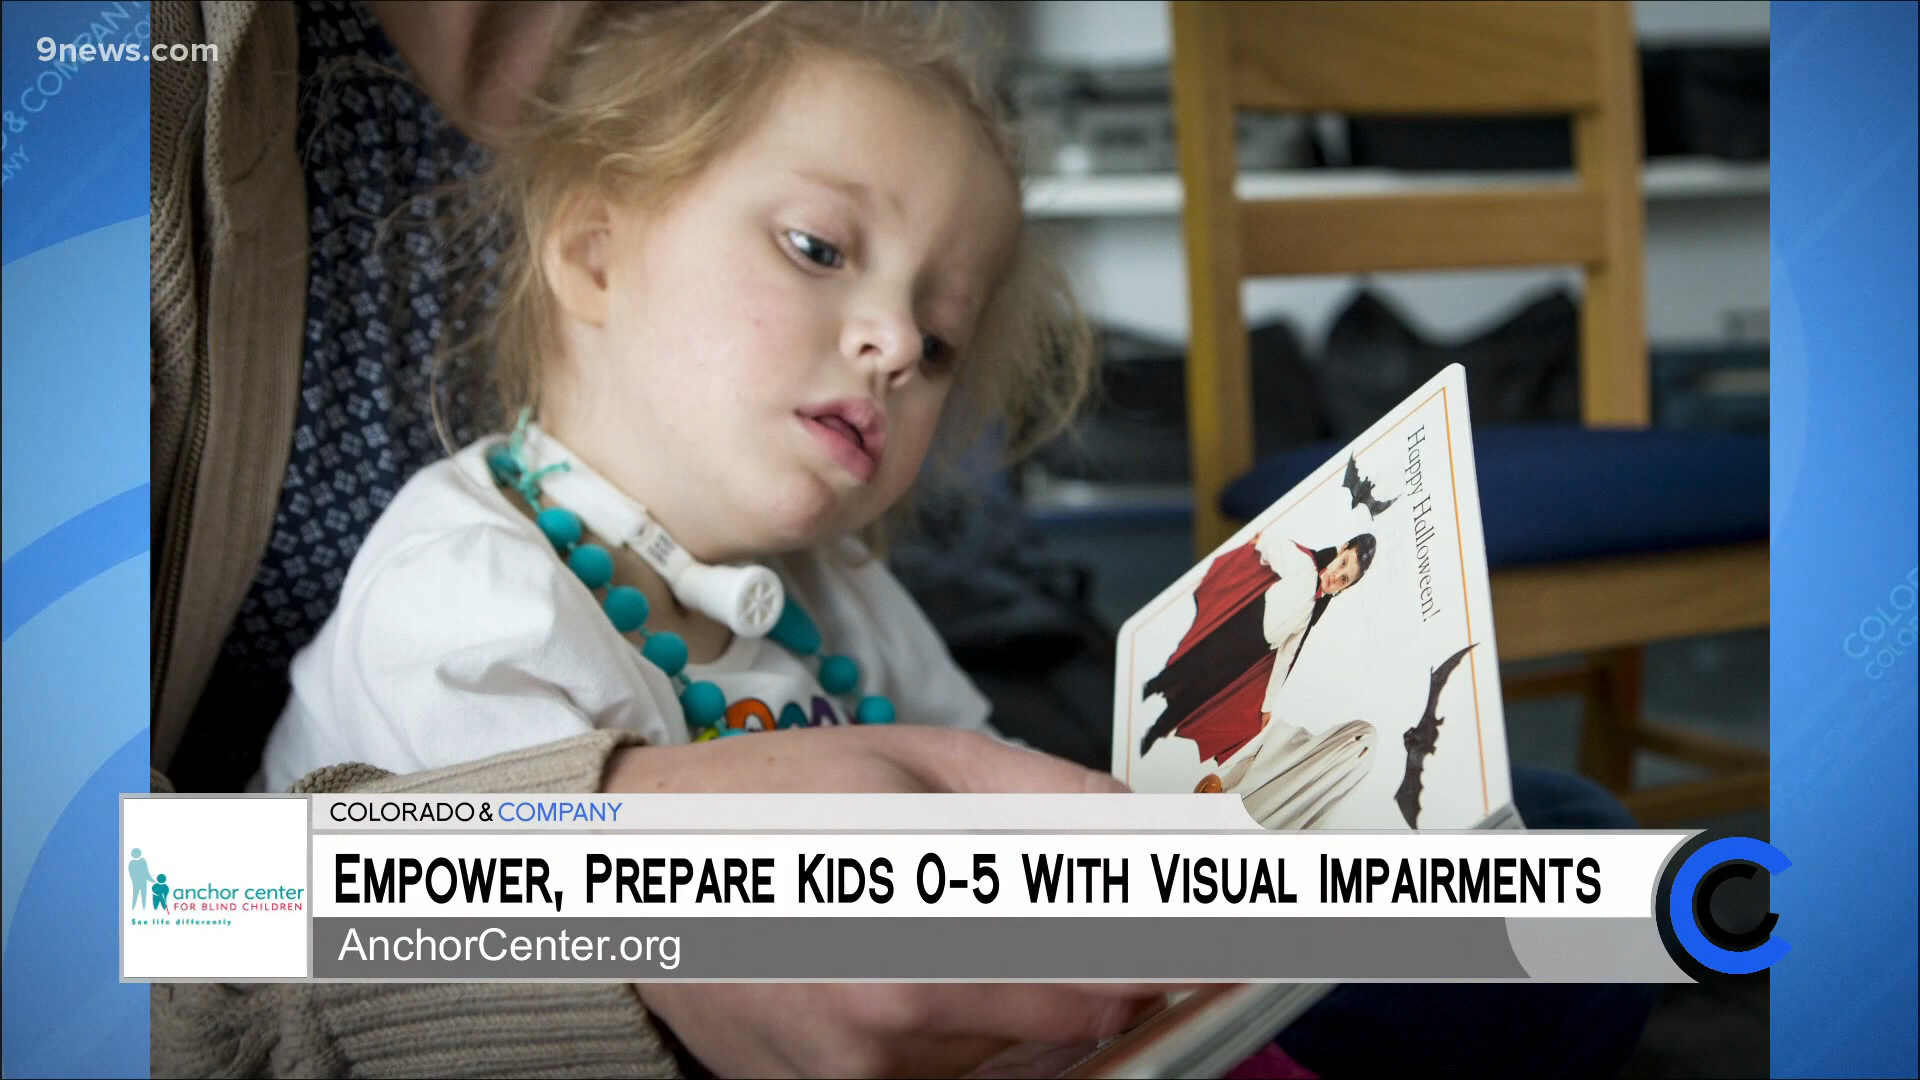 9news.com
Happy Halloween!
COLORADO & COMPANY
anchor center
FOR BLIND CHILDREN
See life differently
EMPOWER, PREPARE KIDS 0-5 WITH VISUAL IMPAIRMENTS
AnchorCenter.org